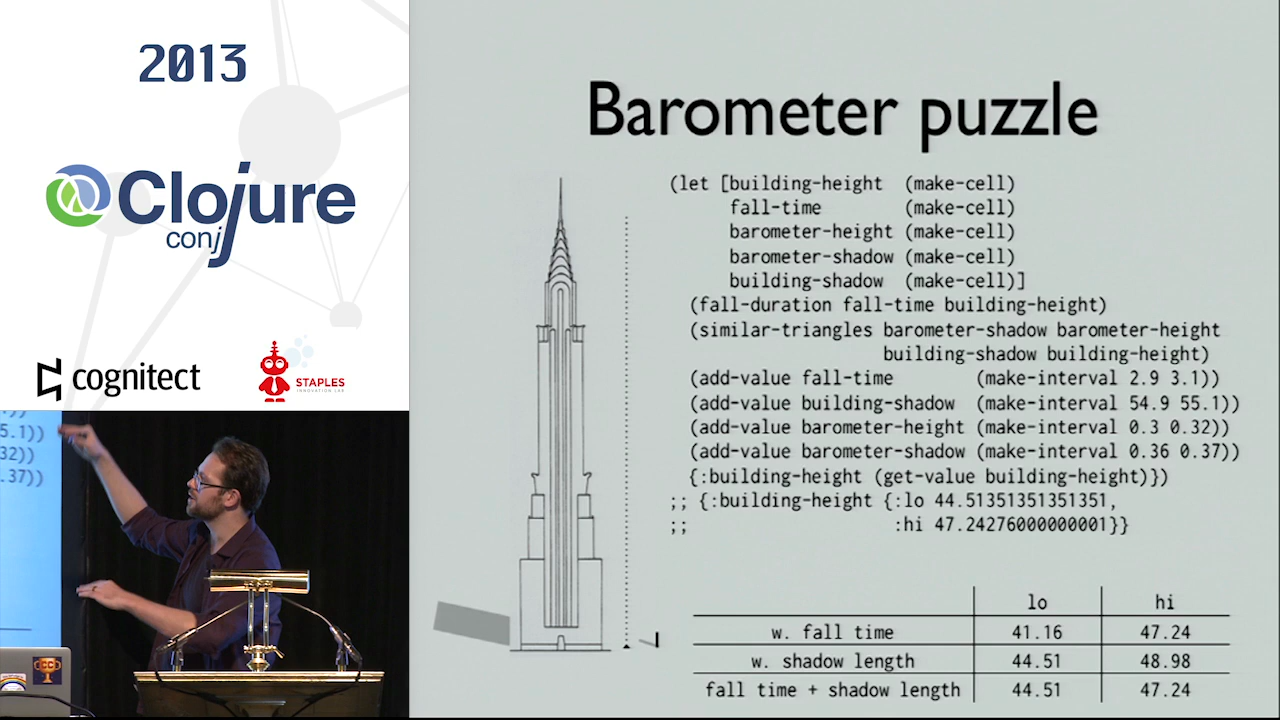 2013
Clojure
conj
cognitect
STAPLES
INNOVATION LAB
5.1))
32))
.37))
Barometer puzzle
(let [building-height (make-cell)
fall-time (make-cell)
barometer-height (make-cell)
barometer-shadow (make-cell)
building-shadow (make-cell)]
(fall-duration fall-time building-height)
(similar-triangles barometer-shadow barometer-height
building-shadow building-height)
(add-value fall-time (make-interval 2.9 3.1))
(add-value building-shadow (make-interval 54.9 55.1))
(add-value barometer-height (make-interval 0.3 0.32))
(add-value barometer-shadow (make-interval 0.36 0.37))
{:building-height (get-value building-height)})
;; {:building-height {:lo 44.51351351351351,
;; :hi 47.24276000000001}}
lo hi
w. fall time 41.16 47.24
w. shadow length 44.51 48.98
fall time + shadow length 44.51 47.24